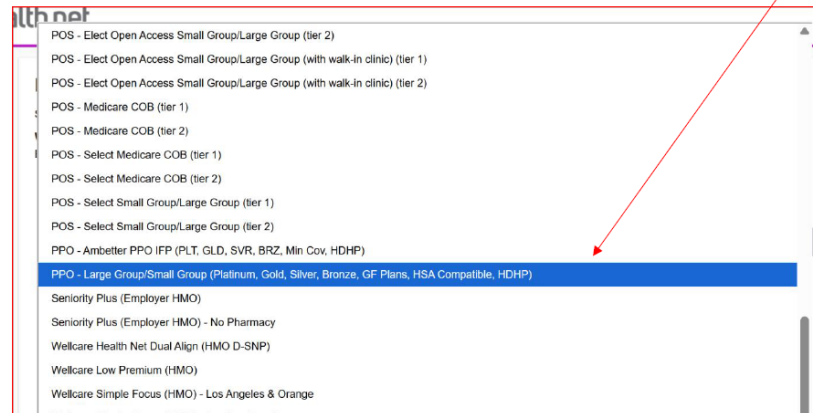 alth net
POS - Elect Open Access Small Group/Large Group (tier 2)
POS - Elect Open Access Small Group/Large Group (with walk-in clinic) (tier 1)
POS - Elect Open Access Small Group/Large Group (with walk-in clinic) (tier 2)
POS - Medicare COB (tier 1)
POS - Medicare COB (tier 2)
POS - Select Medicare COB (tier 1)
POS - Select Medicare COB (tier 2)
POS - Select Small Group/Large Group (tier 1)
POS - Select Small Group/Large Group (tier 2)
PPO - Ambetter PPO IFP (PLT, GLD, SVR, BRZ, Min Cov, HDHP)
PPO - Large Group/Small Group (Platinum, Gold, Silver, Bronze, GF Plans, HSA Compatible, HDHP)
Seniority Plus (Employer HMO)
Seniority Plus (Employer HMO) - No Pharmacy
Wellcare Health Net Dual Align (HMO D-SNP)
Wellcare Low Premium (HMO)
Wellcare Simple Focus (HMO) - Los Angeles & Orange